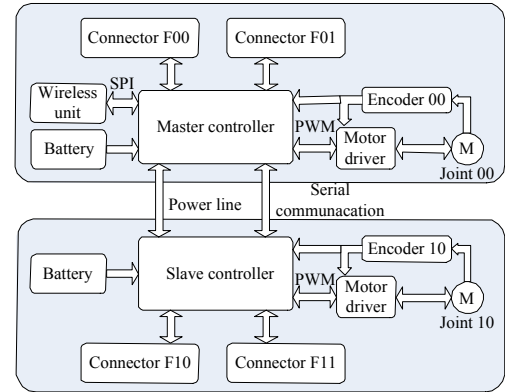 Connector F00
Connector F01
SPI
Wireless
unit
Encoder 00
Master controller
PWM
Battery
Motor
driver
M
Joint 00
Power line
Serial
communacation
Encoder 10
Battery
Slave controller
PWM
Motor
driver
M
Joint 10
Connector F10
Connector F11